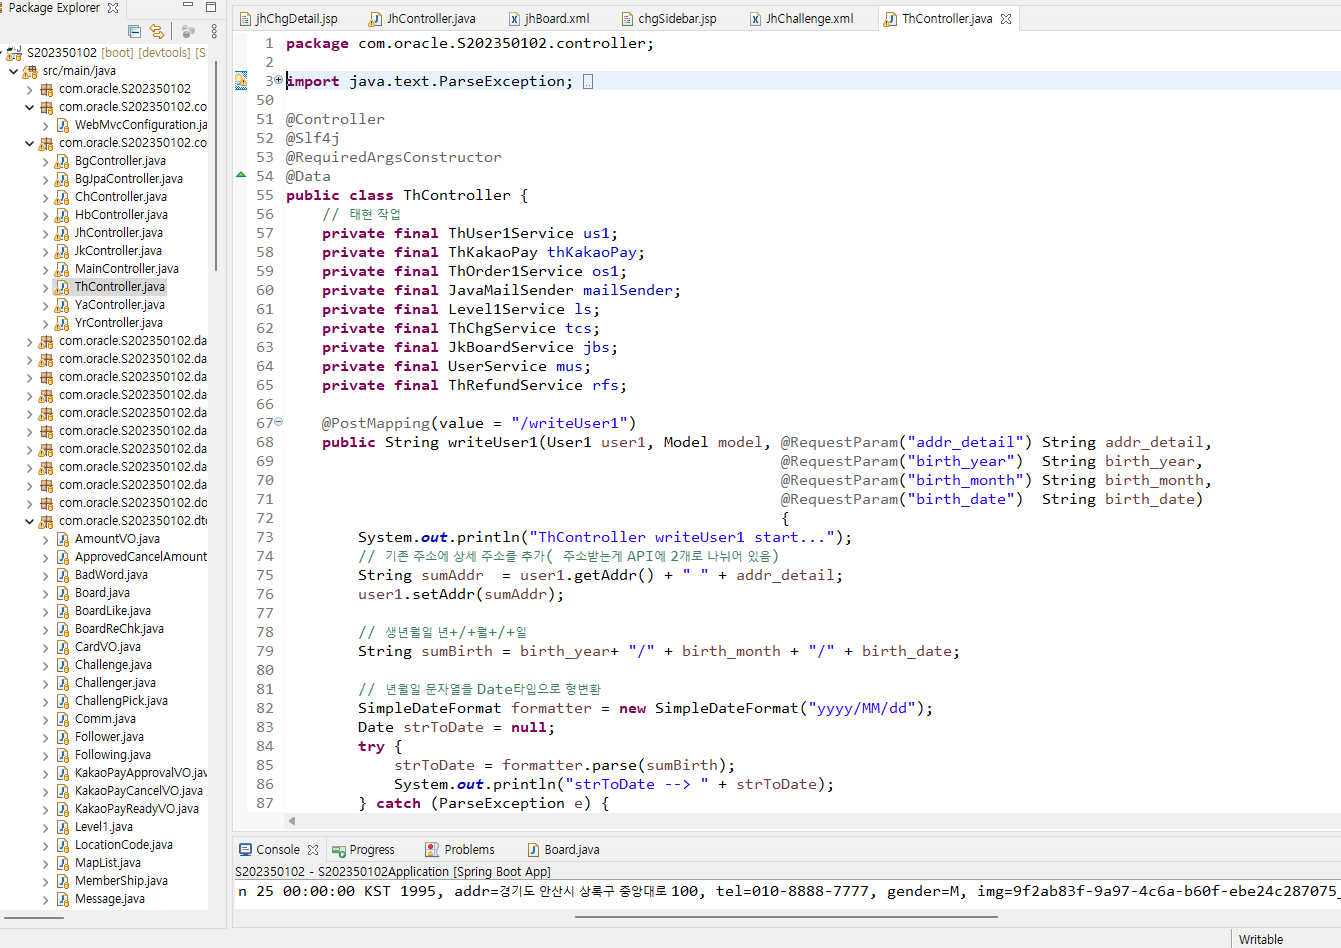 Package Explorer
S202350102 [boot] [devtools] [S
src/main/java
com.oracle.S202350102
com.oracle.S202350102.co
WebMvcConfiguration.ja
com.oracle.S202350102.co
BgController.java
BgJpaController.java
ChController.java
HbController.java
JhController.java
JkController.java
MainController.java
ThController.java
YaController.java
YrController.java
com.oracle.S202350102.da
com.oracle.S202350102.da
com.oracle.S202350102.da
com.oracle.S202350102.da
com.oracle.S202350102.da
com.oracle.S202350102.da
com.oracle.S202350102.da
com.oracle.S202350102.da
com.oracle.S202350102.da
com.oracle.S202350102.do
com.oracle.S202350102.dto
AmountVO.java
ApprovedCancelAmount
BadWord.java
Board.java
BoardLike.java
BoardReChk.java
CardVO.java
Challenge.java
Challenger.java
ChallengPick.java
Comm.java
Follower.java
Following.java
KakaoPayApprovalVO.jav
KakaoPayCancelVO.java
KakaoPayReadyVO.java
Level1.java
LocationCode.java
MapList.java
MemberShip.java
Message.java
jhChgDetail.jsp JhController.java jhBoard.xml chgSidebar.jsp JhChallenge.xml ThController.java
1 package com.oracle.S202350102.controller;
2
3 import java.text.ParseException;
50
51 @Controller
52 @Slf4j
53 @RequiredArgsConstructor
54 @Data
55 public class ThController {
56 // 태현 작업
57 private final ThUser1Service us1;
58 private final ThKakaoPay thKakaoPay;
59 private final ThOrder1Service os1;
60 private final JavaMailSender mailSender;
61 private final Level1Service ls;
62 private final ThChgService tcs;
63 private final JkBoardService jbs;
64 private final UserService mus;
65 private final ThRefundService rfs;
66
67 @PostMapping(value = "/writeUser1")
68 public String writeUser1(User1 user1, Model model, @RequestParam("addr_detail") String addr_detail,
69 @RequestParam("birth_year") String birth_year,
70 @RequestParam("birth_month") String birth_month,
71 @RequestParam("birth_date") String birth_date)
72 {
73 System.out.println("ThController writeUser1 start...");
74 // 기존 주소에 상세 주소를 추가( 주소받는게 API에 2개로 나뉘어 있음)
75 String sumAddr = user1.getAddr() + " " + addr_detail;
76 user1.setAddr(sumAddr);
77
78 // 생년월일 년+/+월+/+일
79 String sumBirth = birth_year+ "/" + birth_month + "/" + birth_date;
80
81 // 년월일 문자열을 Date타입으로 형변환
82 SimpleDateFormat formatter = new SimpleDateFormat("yyyy/MM/dd");
83 Date strToDate = null;
84 try {
85 strToDate = formatter.parse(sumBirth);
86 System.out.println("strToDate --> " + strToDate);
87 } catch (ParseException e) {
Console Progress Problems Board.java
S202350102 - S202350102Application [Spring Boot App]
n 25 00:00:00 KST 1995, addr=경기도 안산시 상록구 중앙대로 100, tel=010-8888-7777, gender=M, img=9f2ab83f-9a97-4c6a-b60f-ebe24c287075_
Writable